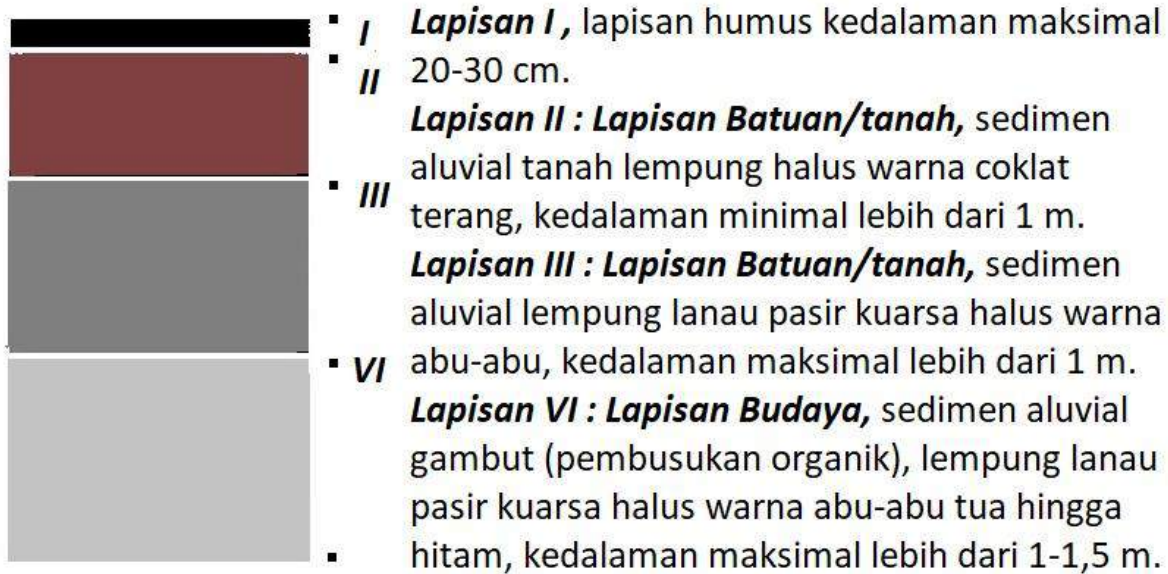 I
II
III
VI
Lapisan I , lapisan humus kedalaman maksimal
20-30 cm.
Lapisan II : Lapisan Batuan/tanah, sedimen
aluvial tanah lempung halus warna coklat
terang, kedalaman minimal lebih dari 1 m.
Lapisan III : Lapisan Batuan/tanah, sedimen
aluvial lempung lanau pasir kuarsa halus warna
abu-abu, kedalaman maksimal lebih dari 1 m.
Lapisan VI : Lapisan Budaya, sedimen aluvial
gambut (pembusukan organik), lempung lanau
pasir kuarsa halus warna abu-abu tua hingga
hitam, kedalaman maksimal lebih dari 1-1,5 m.